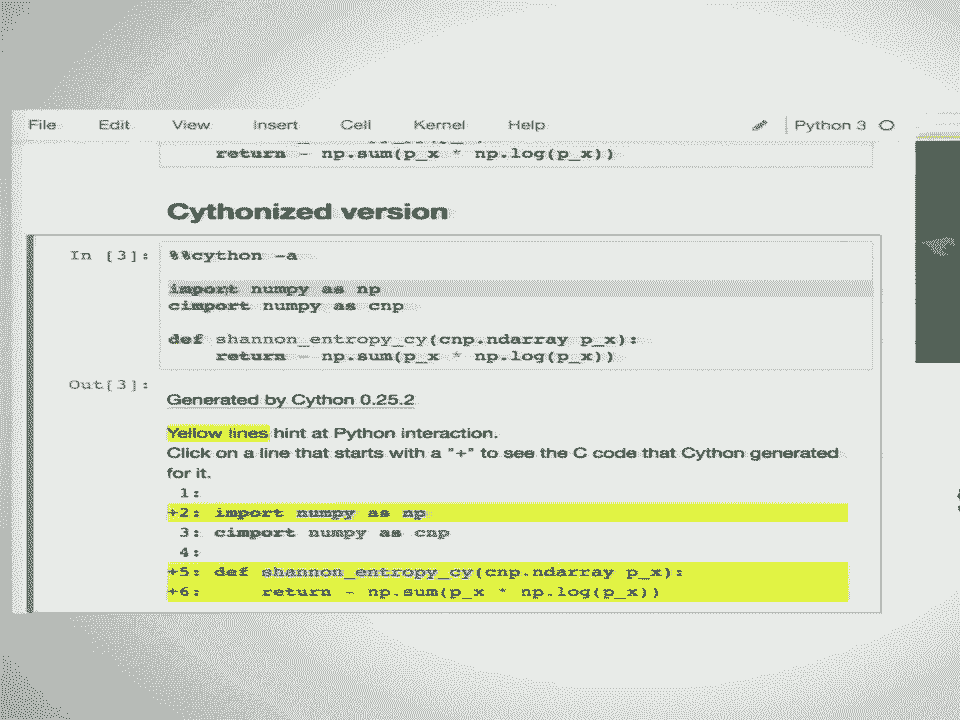 File Edit View Insert Cell Kernel Help Python 3
return - np.sum(p_x * np.log(p_x))
Cythonized version
In [3]: %%cython -a
import numpy as np
cimport numpy as cnp
def shannon_entropy_cy(cnp.ndarray p_x):
return - np.sum(p_x * np.log(p_x))
Out[3]:
Generated by Cython 0.25.2
Yellow lines hint at Python interaction.
Click on a line that starts with a "+" to see the C code that Cython generated
for it.
1:
+2: import numpy as np
3: cimport numpy as cnp
4:
+5: def shannon_entropy_cy(cnp.ndarray p_x):
+6: return - np.sum(p_x * np.log(p_x))